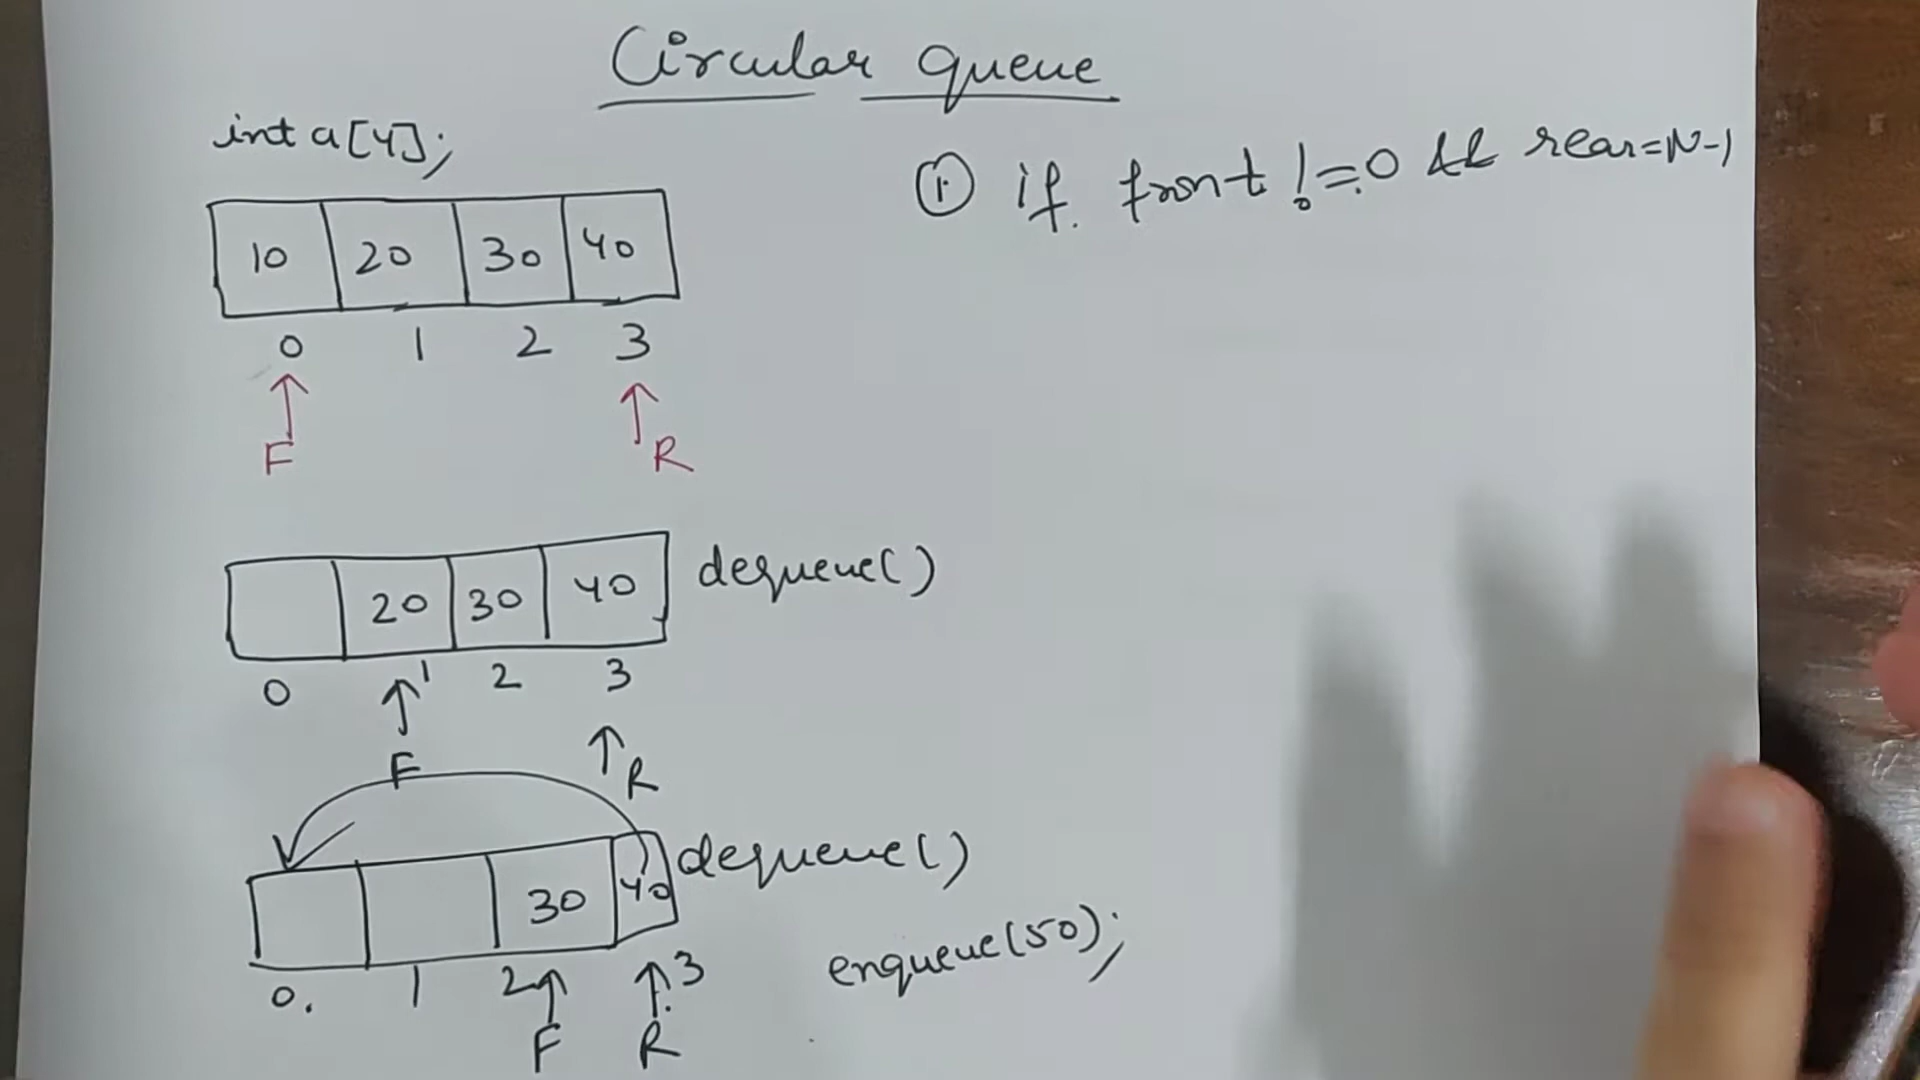 Circular queue
int a[4];
① if front != 0 && rear=N-1
10 20 30 40
0 1 2 3
F R
20 30 40 dequeue()
0 1 2 3
F R
30 40 dequeue()
enqueue(50);
0. 1 2 3
F R